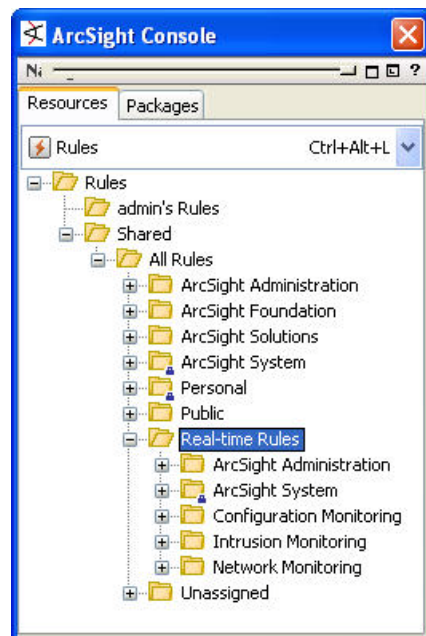 ArcSight Console
Ni
?
Resources Packages
Rules Ctrl+Alt+L
Rules
admin's Rules
Shared
All Rules
ArcSight Administration
ArcSight Foundation
ArcSight Solutions
ArcSight System
Personal
Public
Real-time Rules
ArcSight Administration
ArcSight System
Configuration Monitoring
Intrusion Monitoring
Network Monitoring
Unassigned